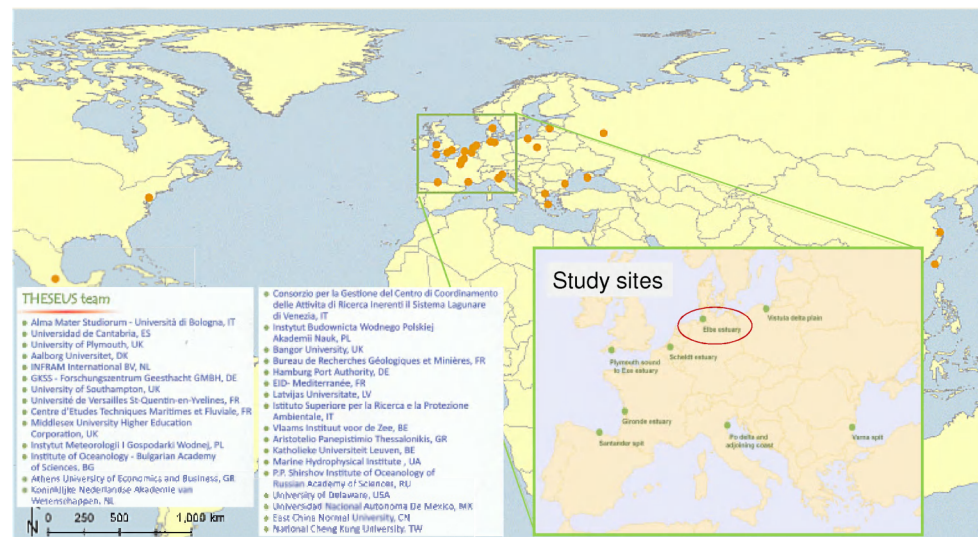 THESEUS team
Alma Mater Studiorum - Università di Bologna, IT
Universidad de Cantabria, ES
University of Plymouth, UK
Aalborg Universitet, DK
INFRAM International BV, NL
GKSS - Forschungszentrum Geesthacht GMBH, DE
University of Southampton, UK
Université de Versailles St-Quentin-en-Yvelines, FR
Centre d'Etudes Techniques Maritimes et Fluviale, FR
Middlesex University Higher Education
Corporation, UK
Instytut Meteorologii I Gospodarki Wodnej, PL
Institute of Oceanology - Bulgarian Academy
of Sciences, BG
Athens University of Economics and Business, GR
Koninklijke Nederlandse Akademie van
Wetenschappen, NL
Consorzio per la Gestione del Centro di Coordinamento
delle Attivita di Ricerca Inerenti il Sistema Lagunare
di Venezia, IT
Instytut Budownicta Wodnego Polskiej
Akademii Nauk, PL
Bangor University, UK
Bureau de Recherches Géologiques et Minières, FR
Hamburg Port Authority, DE
EID- Mediterranée, FR
Latvijas Universitate, LV
Istituto Superiore per la Ricerca e la Protezione
Ambientale, IT
Vlaams Instituut voor de Zee, BE
Aristotelio Panepistimio Thessalonikis, GR
Katholieke Universiteit Leuven, BE
Marine Hydrophysical Institute , UA
P.P. Shirshov Institute of Oceanology of
Russian Academy of Sciences, RU
University of Delaware, USA
Universidad Nacional Autonoma De Mexico, MX
East China Normal University, CN
National Cheng Kung University, TW
N 0 250 500 1,000 km
Study sites
Elbe estuary
Vistula delta plain
Scheldt estuary
Plymouth sound
to Exe estuary
Gironde estuary
Santander spit
Po delta and
adjoining coast
Varna spit